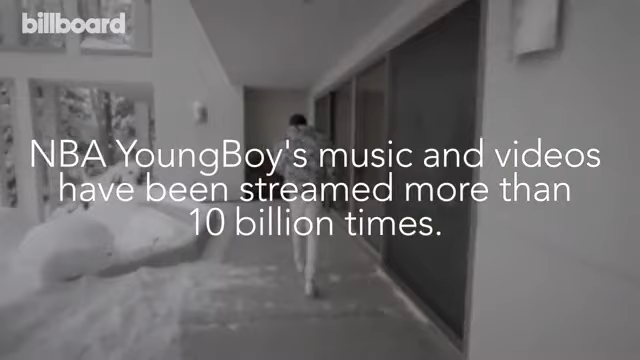 billboard
NBA YoungBoy's music and videos
have been streamed more than
10 billion times.